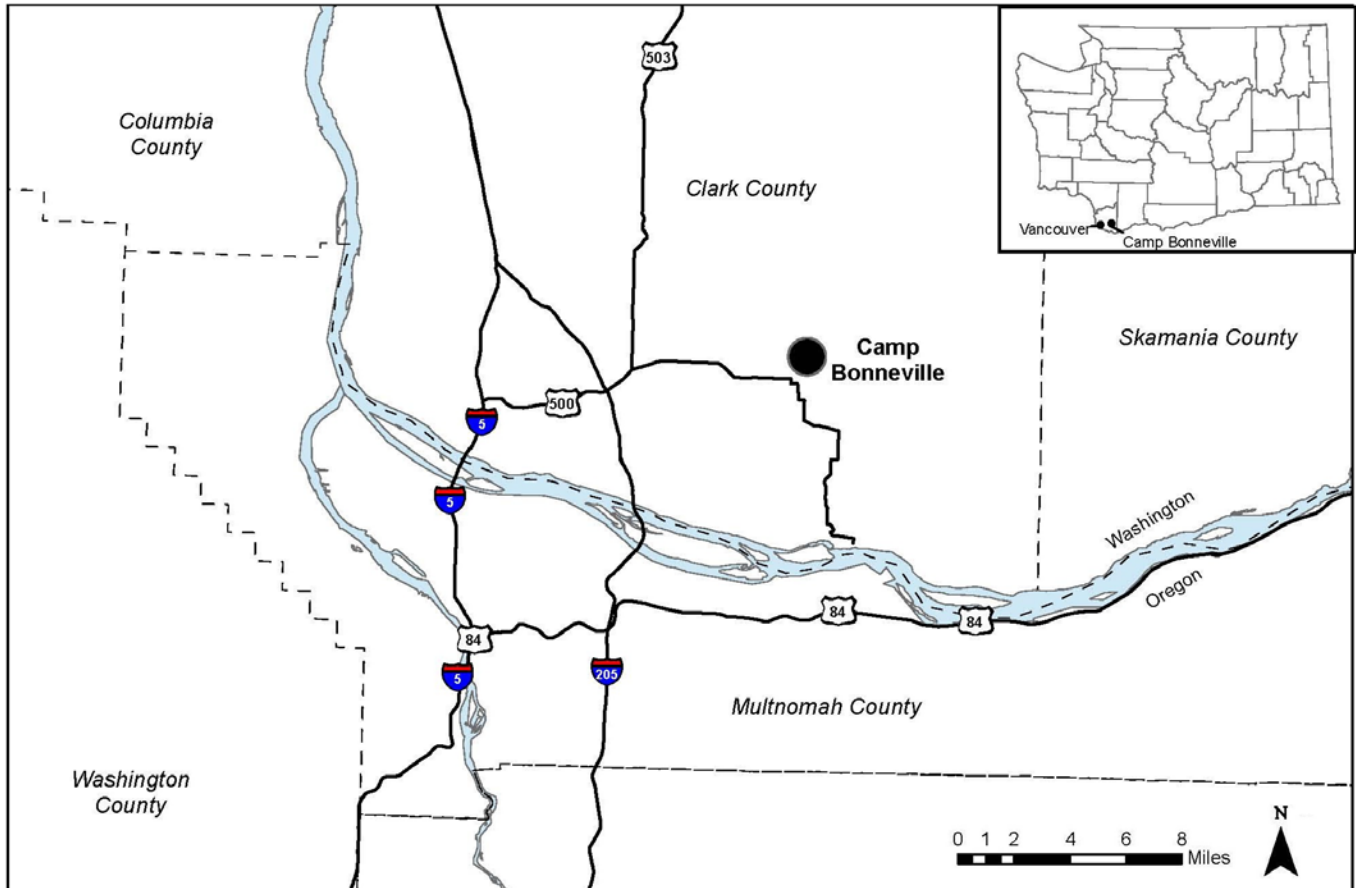 503
Columbia
County
Clark County
Vancouver
Camp Bonneville
Camp
Bonneville
Skamania County
500
5
5
Washington
Oregon
84
84
84
5
205
Multnomah County
Washington
County
N
0 1 2 4 6 8
Miles